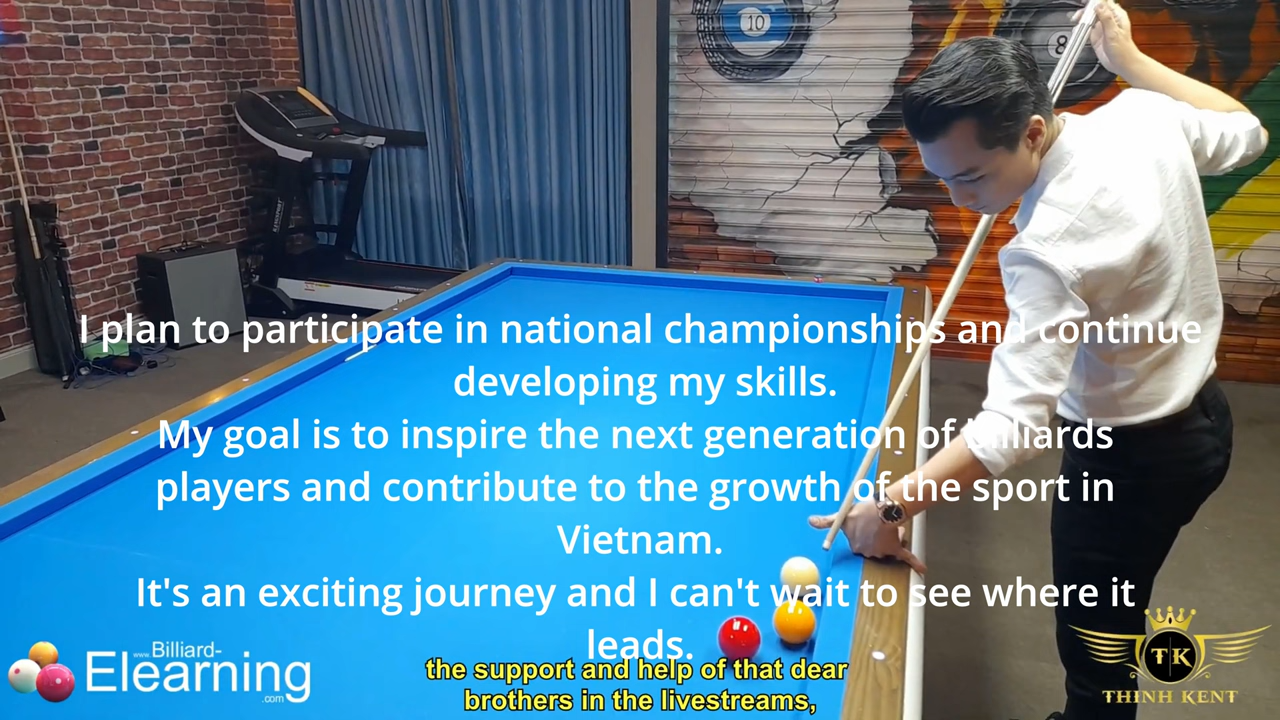 10
8
I plan to participate in national championships and continue
developing my skills.
My goal is to inspire the next generation of billiards
players and contribute to the growth of the sport in
Vietnam.
It's an exciting journey and I can't wait to see where it
leads.
www.Billiard-
Elearning
.com
the support and help of that dear
brothers in the livestreams,
TK
THINH KENT